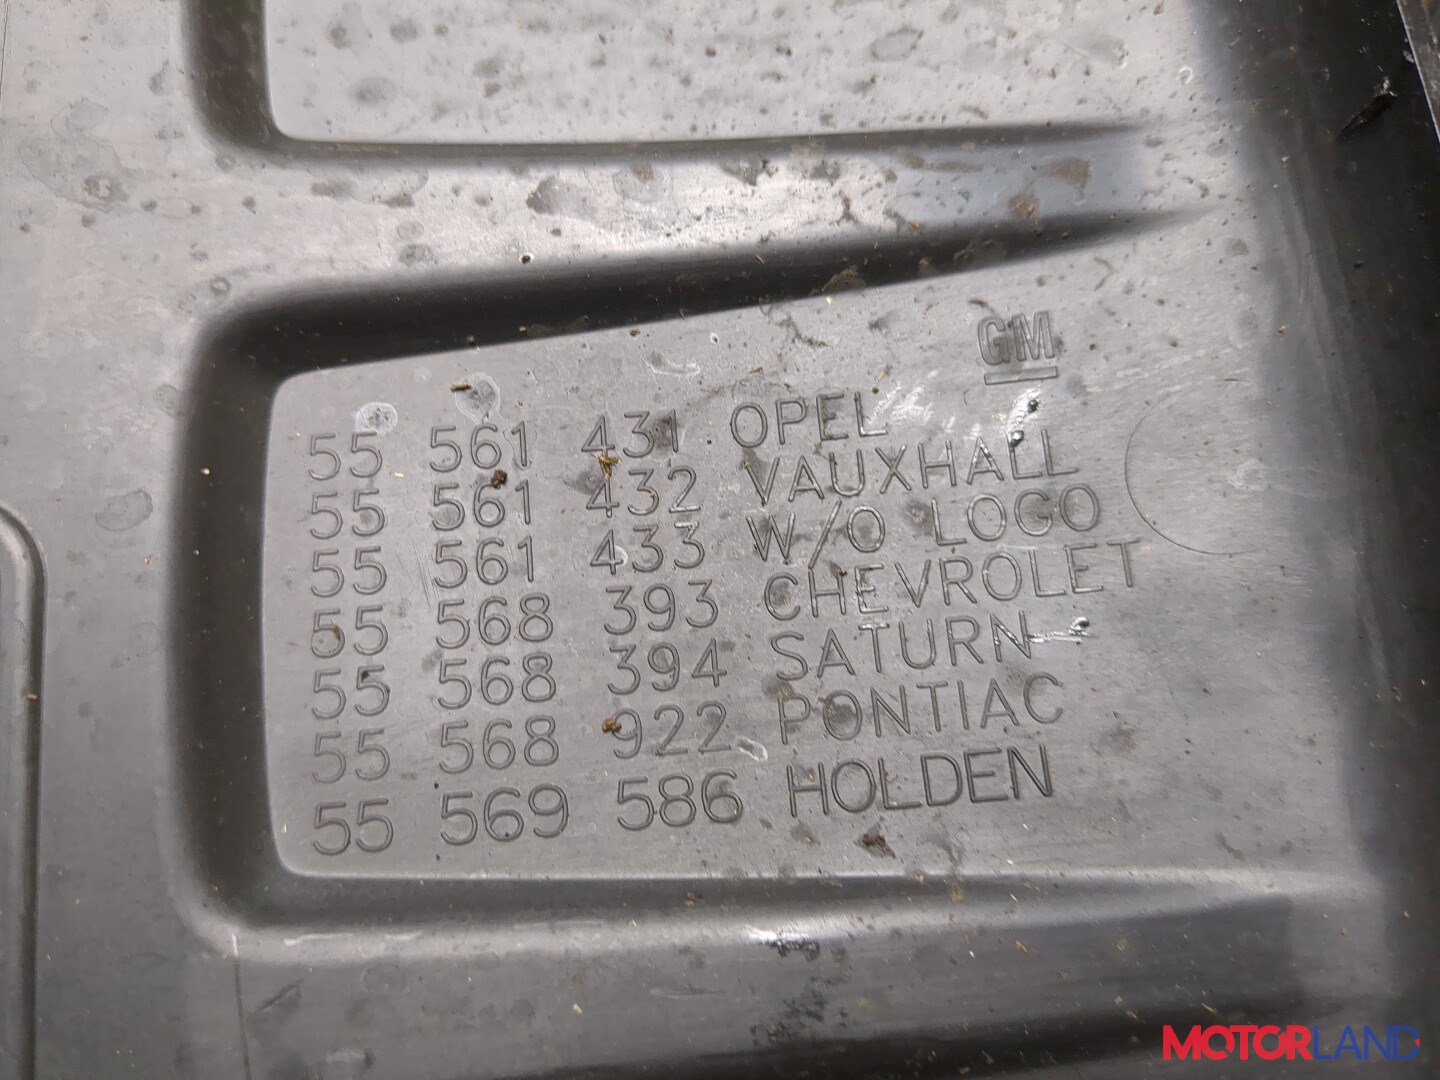 GM
55 561 431 OPEL
55 561 432 VAUXHALL
55 561 433 W/O LOGO
55 568 393 CHEVROLET
55 568 394 SATURN
55 568 922 PONTIAC
55 569 586 HOLDEN
MOTORLAND